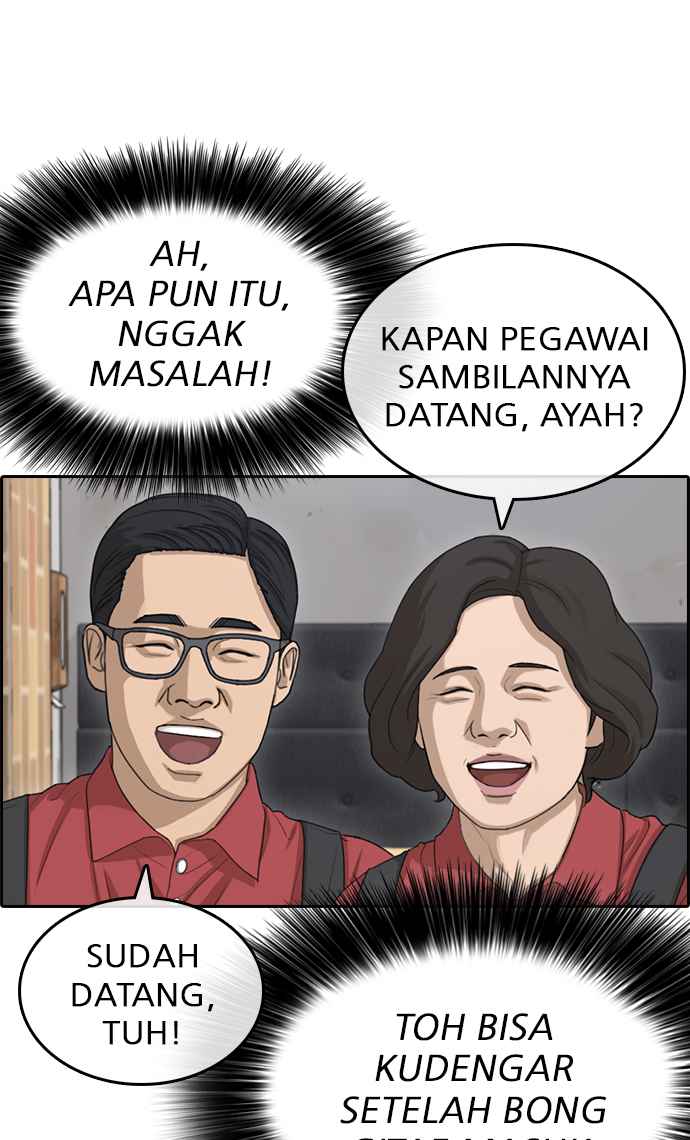 AH,
APA PUN ITU,
NGGAK
MASALAH!
KAPAN PEGAWAI
SAMBILANNYA
DATANG, AYAH?
SUDAH
DATANG,
TUH!
TOH BISA
KUDENGAR
SETELAH BONG